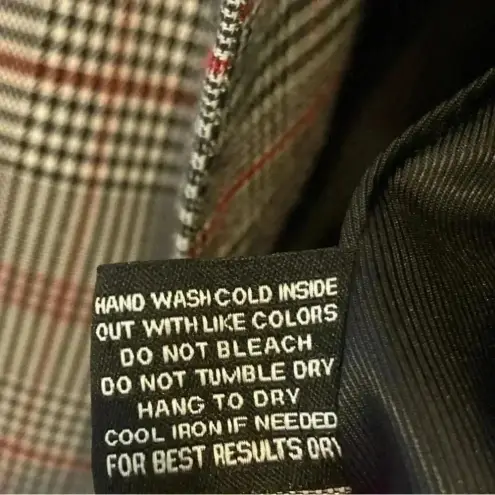 HAND WASH COLD INSIDE
OUT WITH LIKE COLORS
DO NOT BLEACH
DO NOT TUMBLE DRY
HANG TO DRY
COOL IRON IF NEEDED
FOR BEST RESULTS DRY